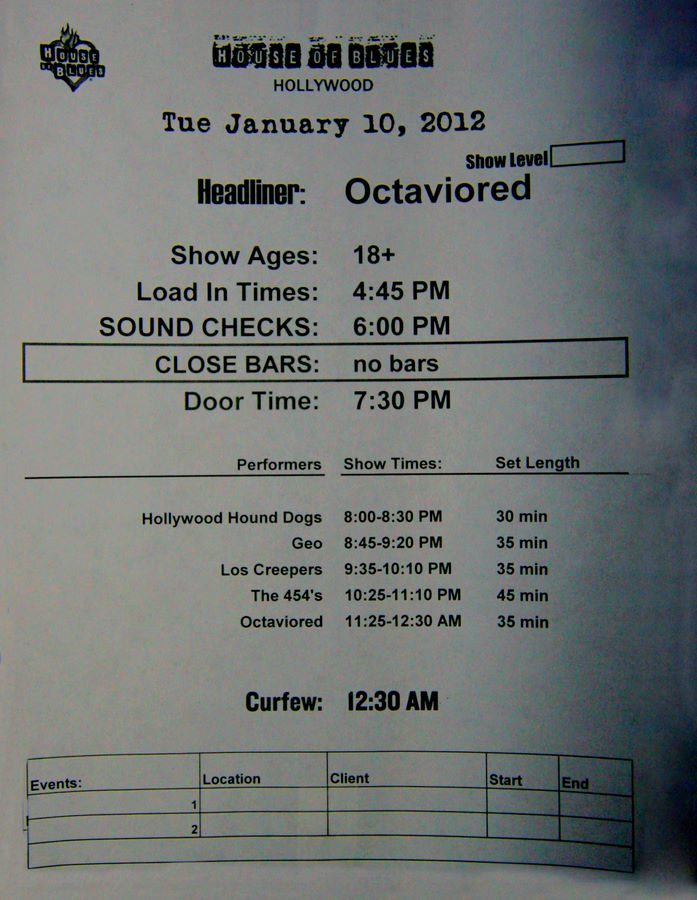 HOUSE OF BLUES
HOUSE OF BLUES
HOLLYWOOD
Tue January 10, 2012
Show Level
Headliner: Octaviored
Show Ages: 18+
Load In Times: 4:45 PM
SOUND CHECKS: 6:00 PM
CLOSE BARS: no bars
Door Time: 7:30 PM
Performers Show Times: Set Length
Hollywood Hound Dogs 8:00-8:30 PM 30 min
Geo 8:45-9:20 PM 35 min
Los Creepers 9:35-10:10 PM 35 min
The 454's 10:25-11:10 PM 45 min
Octaviored 11:25-12:30 AM 35 min
Curfew: 12:30 AM
Events: Location Client Start End
1
2